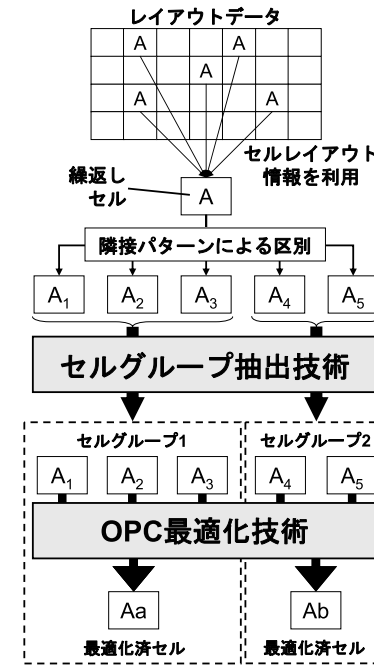 レイアウトデータ
A A
A
A A
セルレイアウト
情報を利用
繰返し
セル
A
隣接パターンによる区別
A₁ A₂ A₃ A₄ A₅
セルグループ抽出技術
セルグループ1 セルグループ2
A₁ A₂ A₃ A₄ A₅
OPC最適化技術
Aa Ab
最適化済セル 最適化済セル